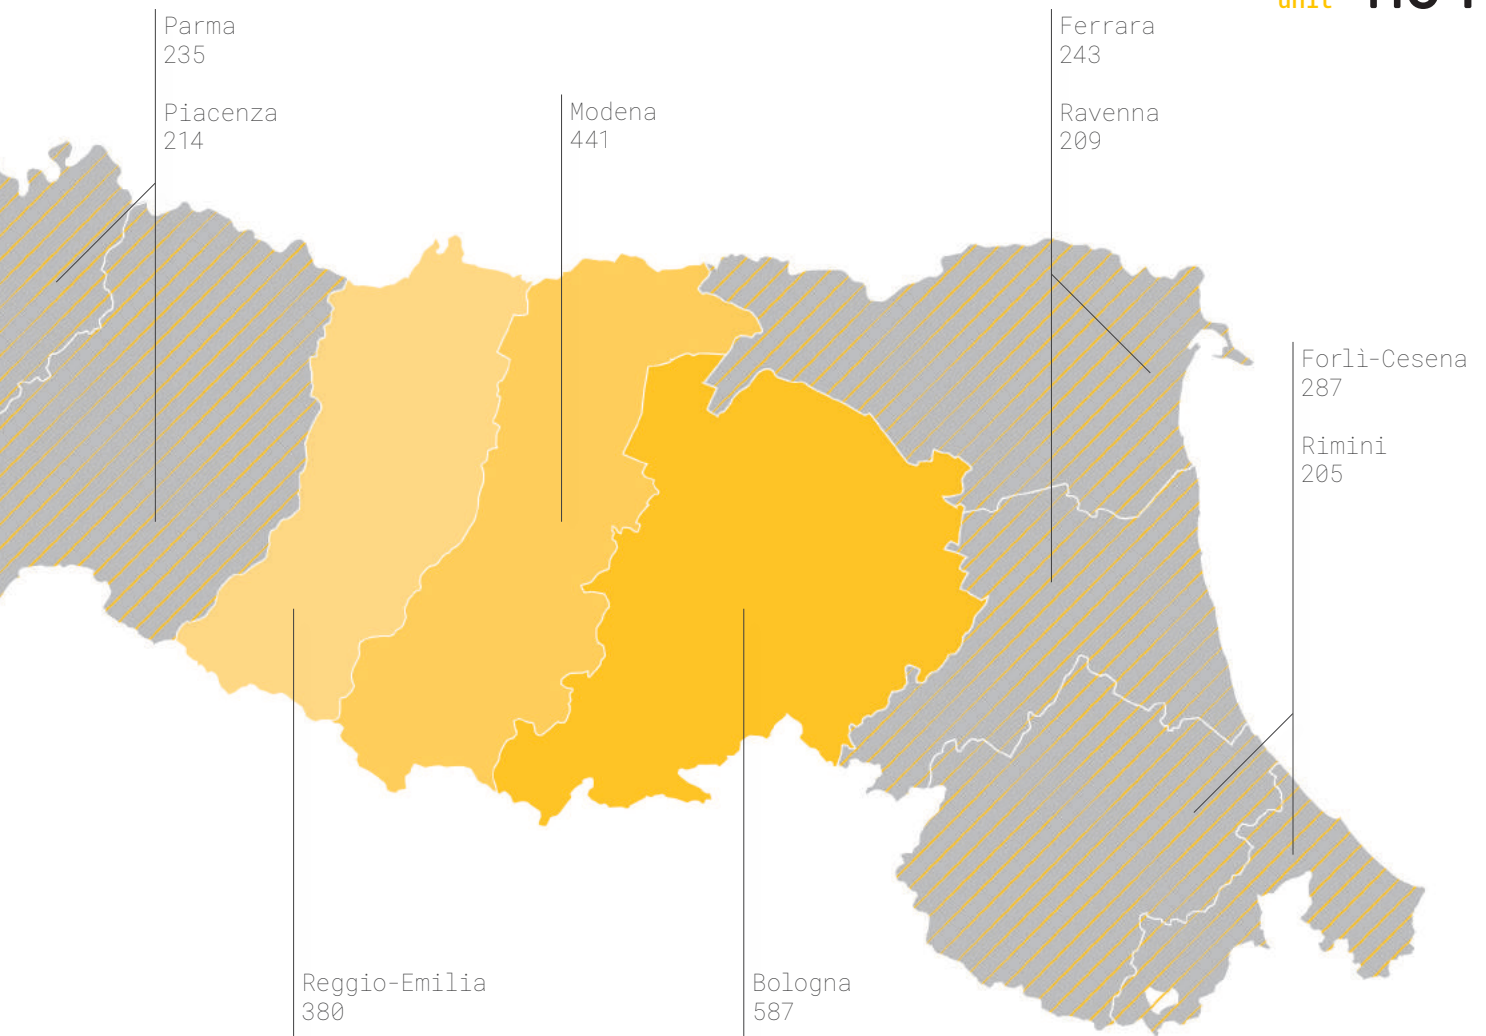 unit
Parma
235
Piacenza
214
Modena
441
Ferrara
243
Ravenna
209
Forlì-Cesena
287
Rimini
205
Reggio-Emilia
380
Bologna
587